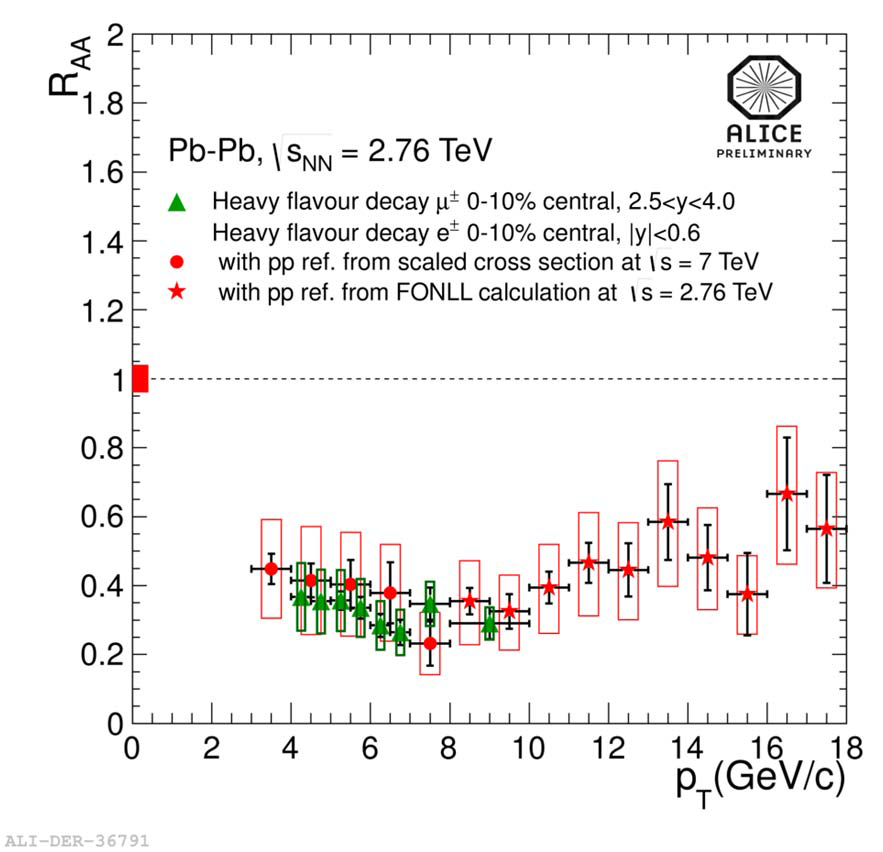 R_AA
2
1.8
1.6
1.4
1.2
1
0.8
0.6
0.4
0.2
0
ALICE
PRELIMINARY
Pb-Pb, √s_NN = 2.76 TeV
Heavy flavour decay μ± 0-10% central, 2.5<y<4.0
Heavy flavour decay e± 0-10% central, |y|<0.6
with pp ref. from scaled cross section at √s = 7 TeV
with pp ref. from FONLL calculation at √s = 2.76 TeV
0 2 4 6 8 10 12 14 16 18
p_T(GeV/c)
ALI-DER-36791